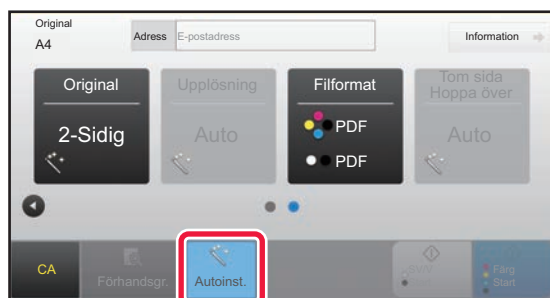 Original
A4
Adress E-postadress
Information
Original
2-Sidig
Upplösning
Auto
Filformat
PDF
PDF
Tom sida
Hoppa över
Auto
CA
Förhandsgr.
Autoinst.
Färg
Start